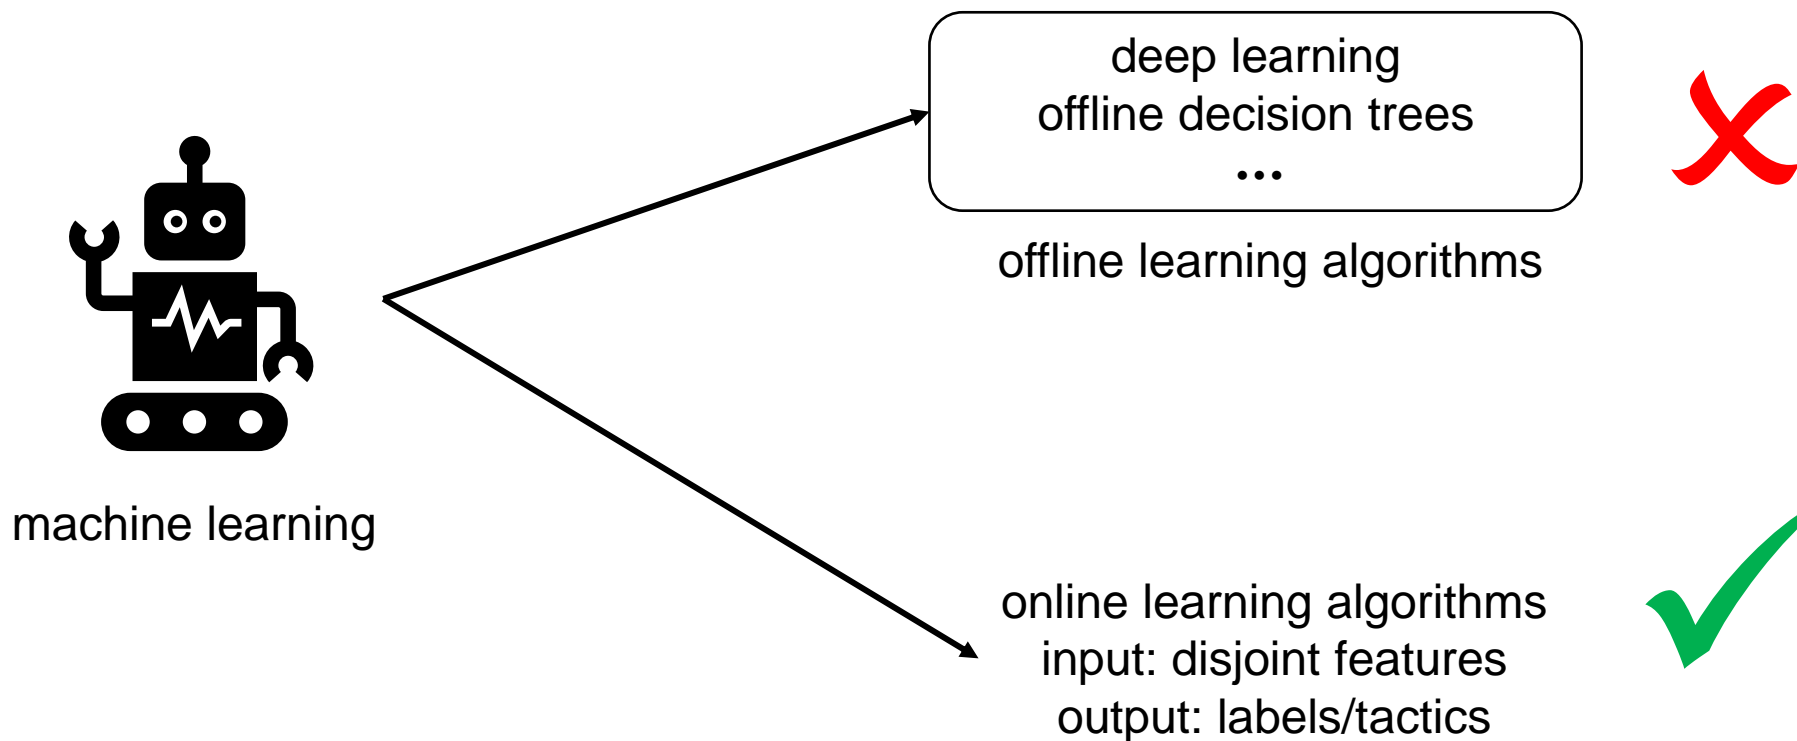 deep learning
offline decision trees
...
offline learning algorithms
machine learning
online learning algorithms
input: disjoint features
output: labels/tactics